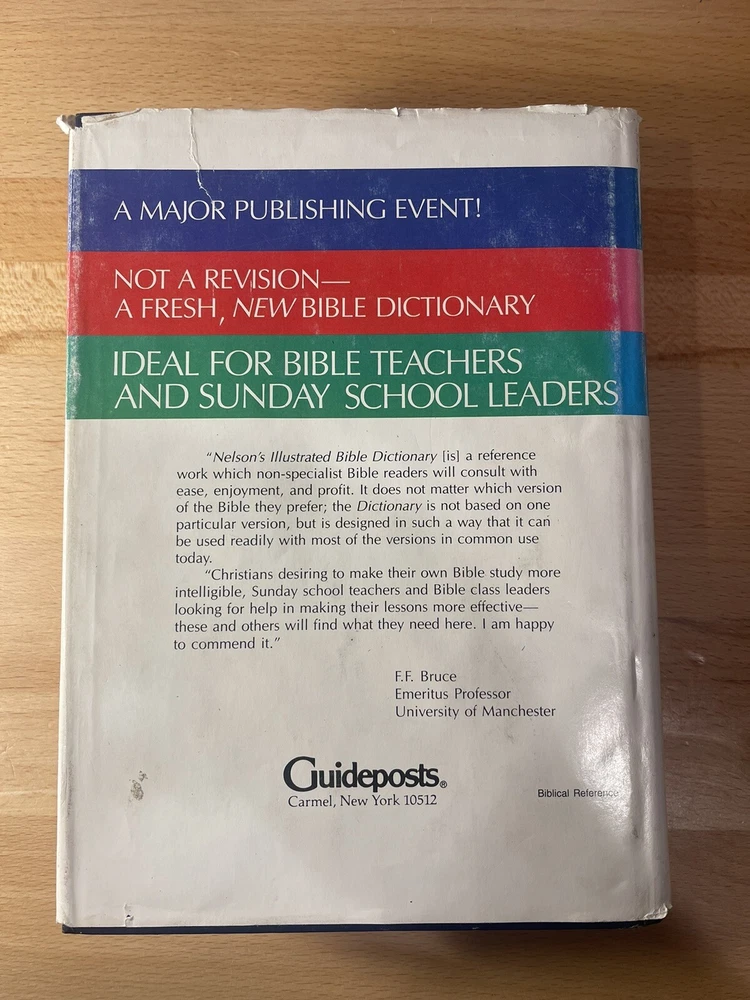 A MAJOR PUBLISHING EVENT!
NOT A REVISION—
A FRESH, NEW BIBLE DICTIONARY
IDEAL FOR BIBLE TEACHERS
AND SUNDAY SCHOOL LEADERS
“Nelson’s Illustrated Bible Dictionary [is] a reference
work which non-specialist Bible readers will consult with
ease, enjoyment, and profit. It does not matter which version
of the Bible they prefer; the Dictionary is not based on one
particular version, but is designed in such a way that it can
be used readily with most of the versions in common use
today.
“Christians desiring to make their own Bible study more
intelligible, Sunday school teachers and Bible class leaders
looking for help in making their lessons more effective—
these and others will find what they need here. I am happy
to commend it.”
F.F. Bruce
Emeritus Professor
University of Manchester
Guideposts®
Carmel, New York 10512
Biblical Reference